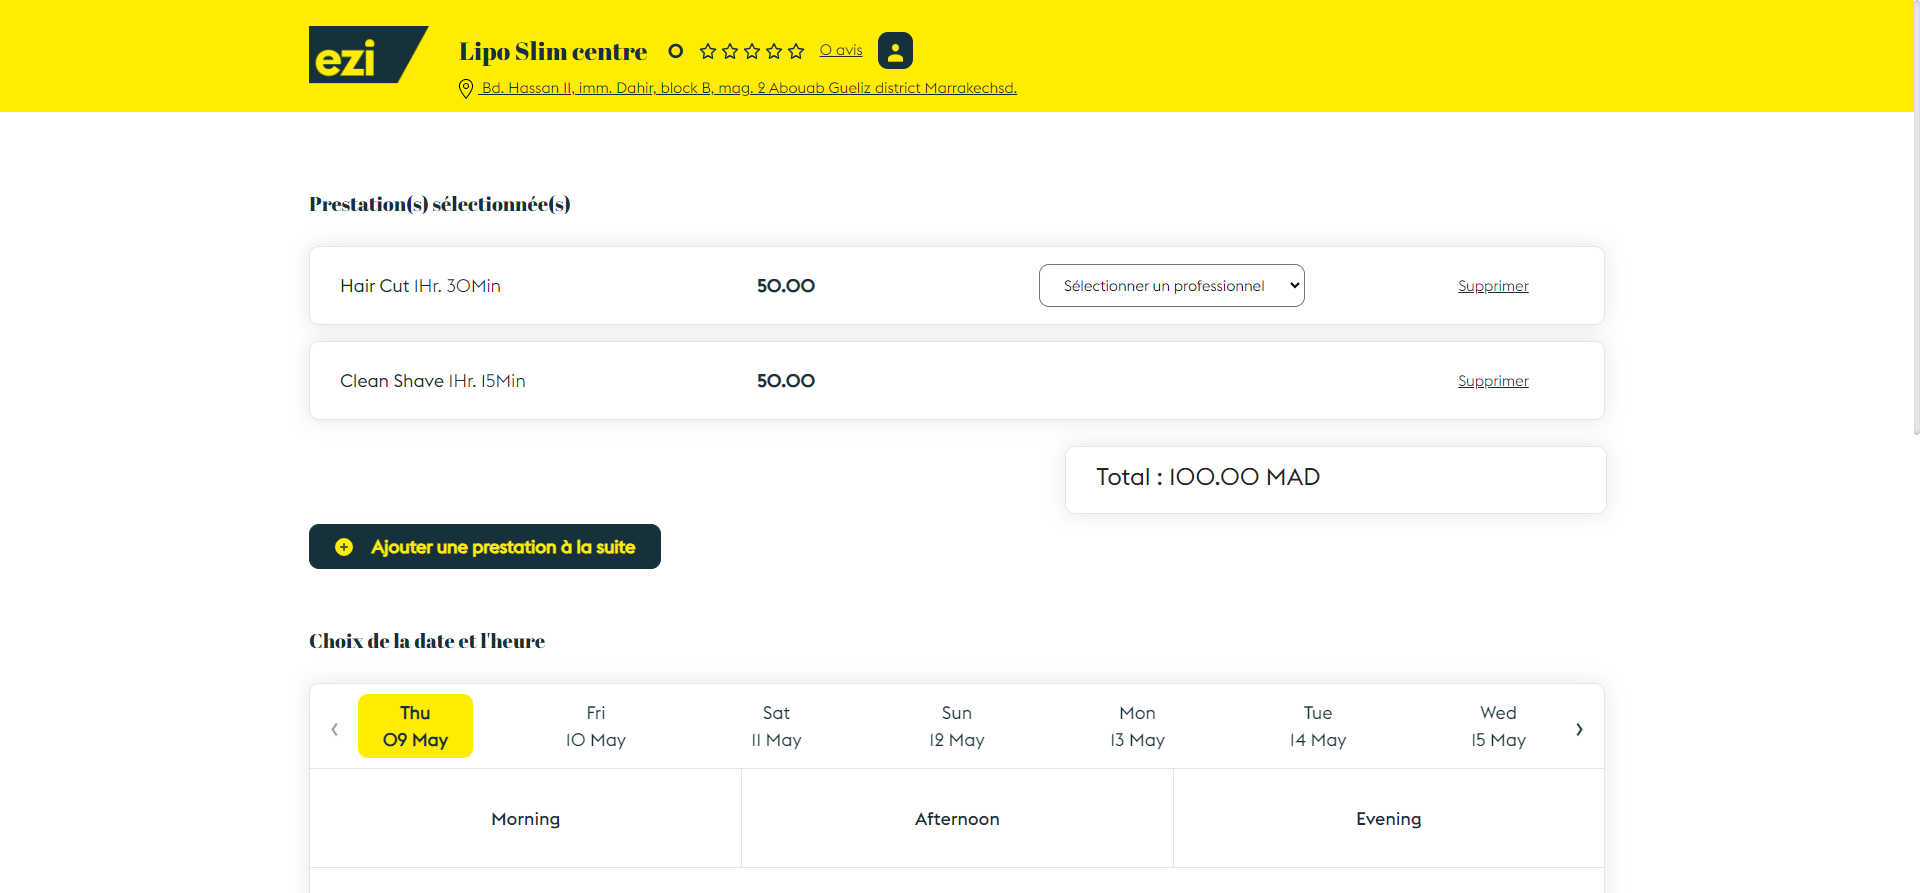 ezi
Lipo Slim centre 0 0 avis
Bd. Hassan II, imm. Dahir, block B, mag. 2 Abouab Gueliz district Marrakechsd.
Prestation(s) sélectionnée(s)
Hair Cut 1Hr. 30Min 50.00 Sélectionner un professionnel Supprimer
Clean Shave 1Hr. 15Min 50.00 Supprimer
Total : 100.00 MAD
Ajouter une prestation à la suite
Choix de la date et l'heure
Thu Fri Sat Sun Mon Tue Wed
09 May 10 May 11 May 12 May 13 May 14 May 15 May
Morning Afternoon Evening